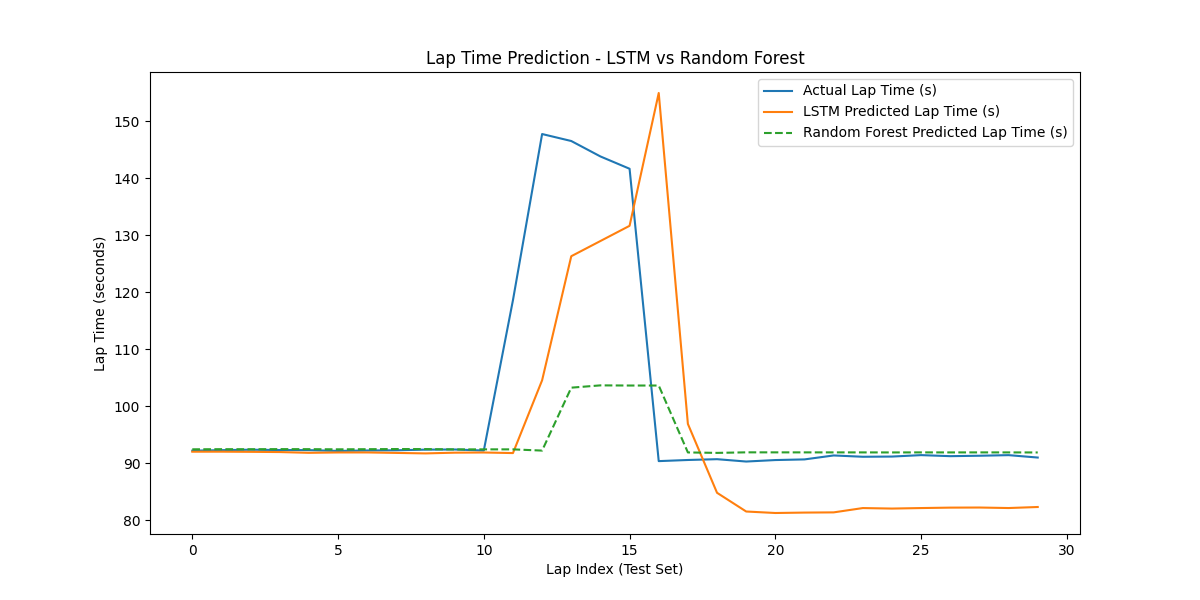 Lap Time Prediction - LSTM vs Random Forest
Actual Lap Time (s)
LSTM Predicted Lap Time (s)
Random Forest Predicted Lap Time (s)
Lap Time (seconds)
150
140
130
120
110
100
90
80
0 5 10 15 20 25 30
Lap Index (Test Set)